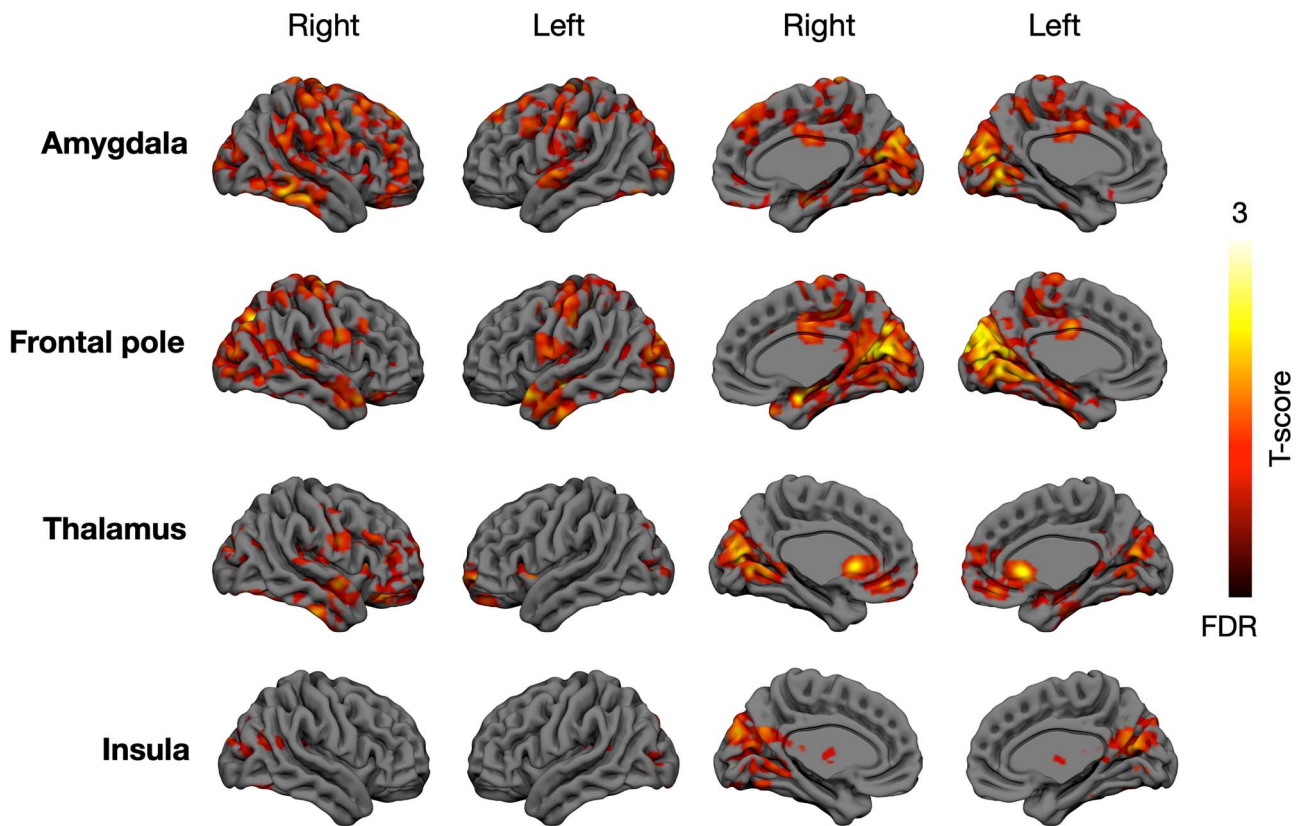 Right Left Right Left
Amygdala
3
Frontal pole
T-score
Thalamus
FDR
Insula